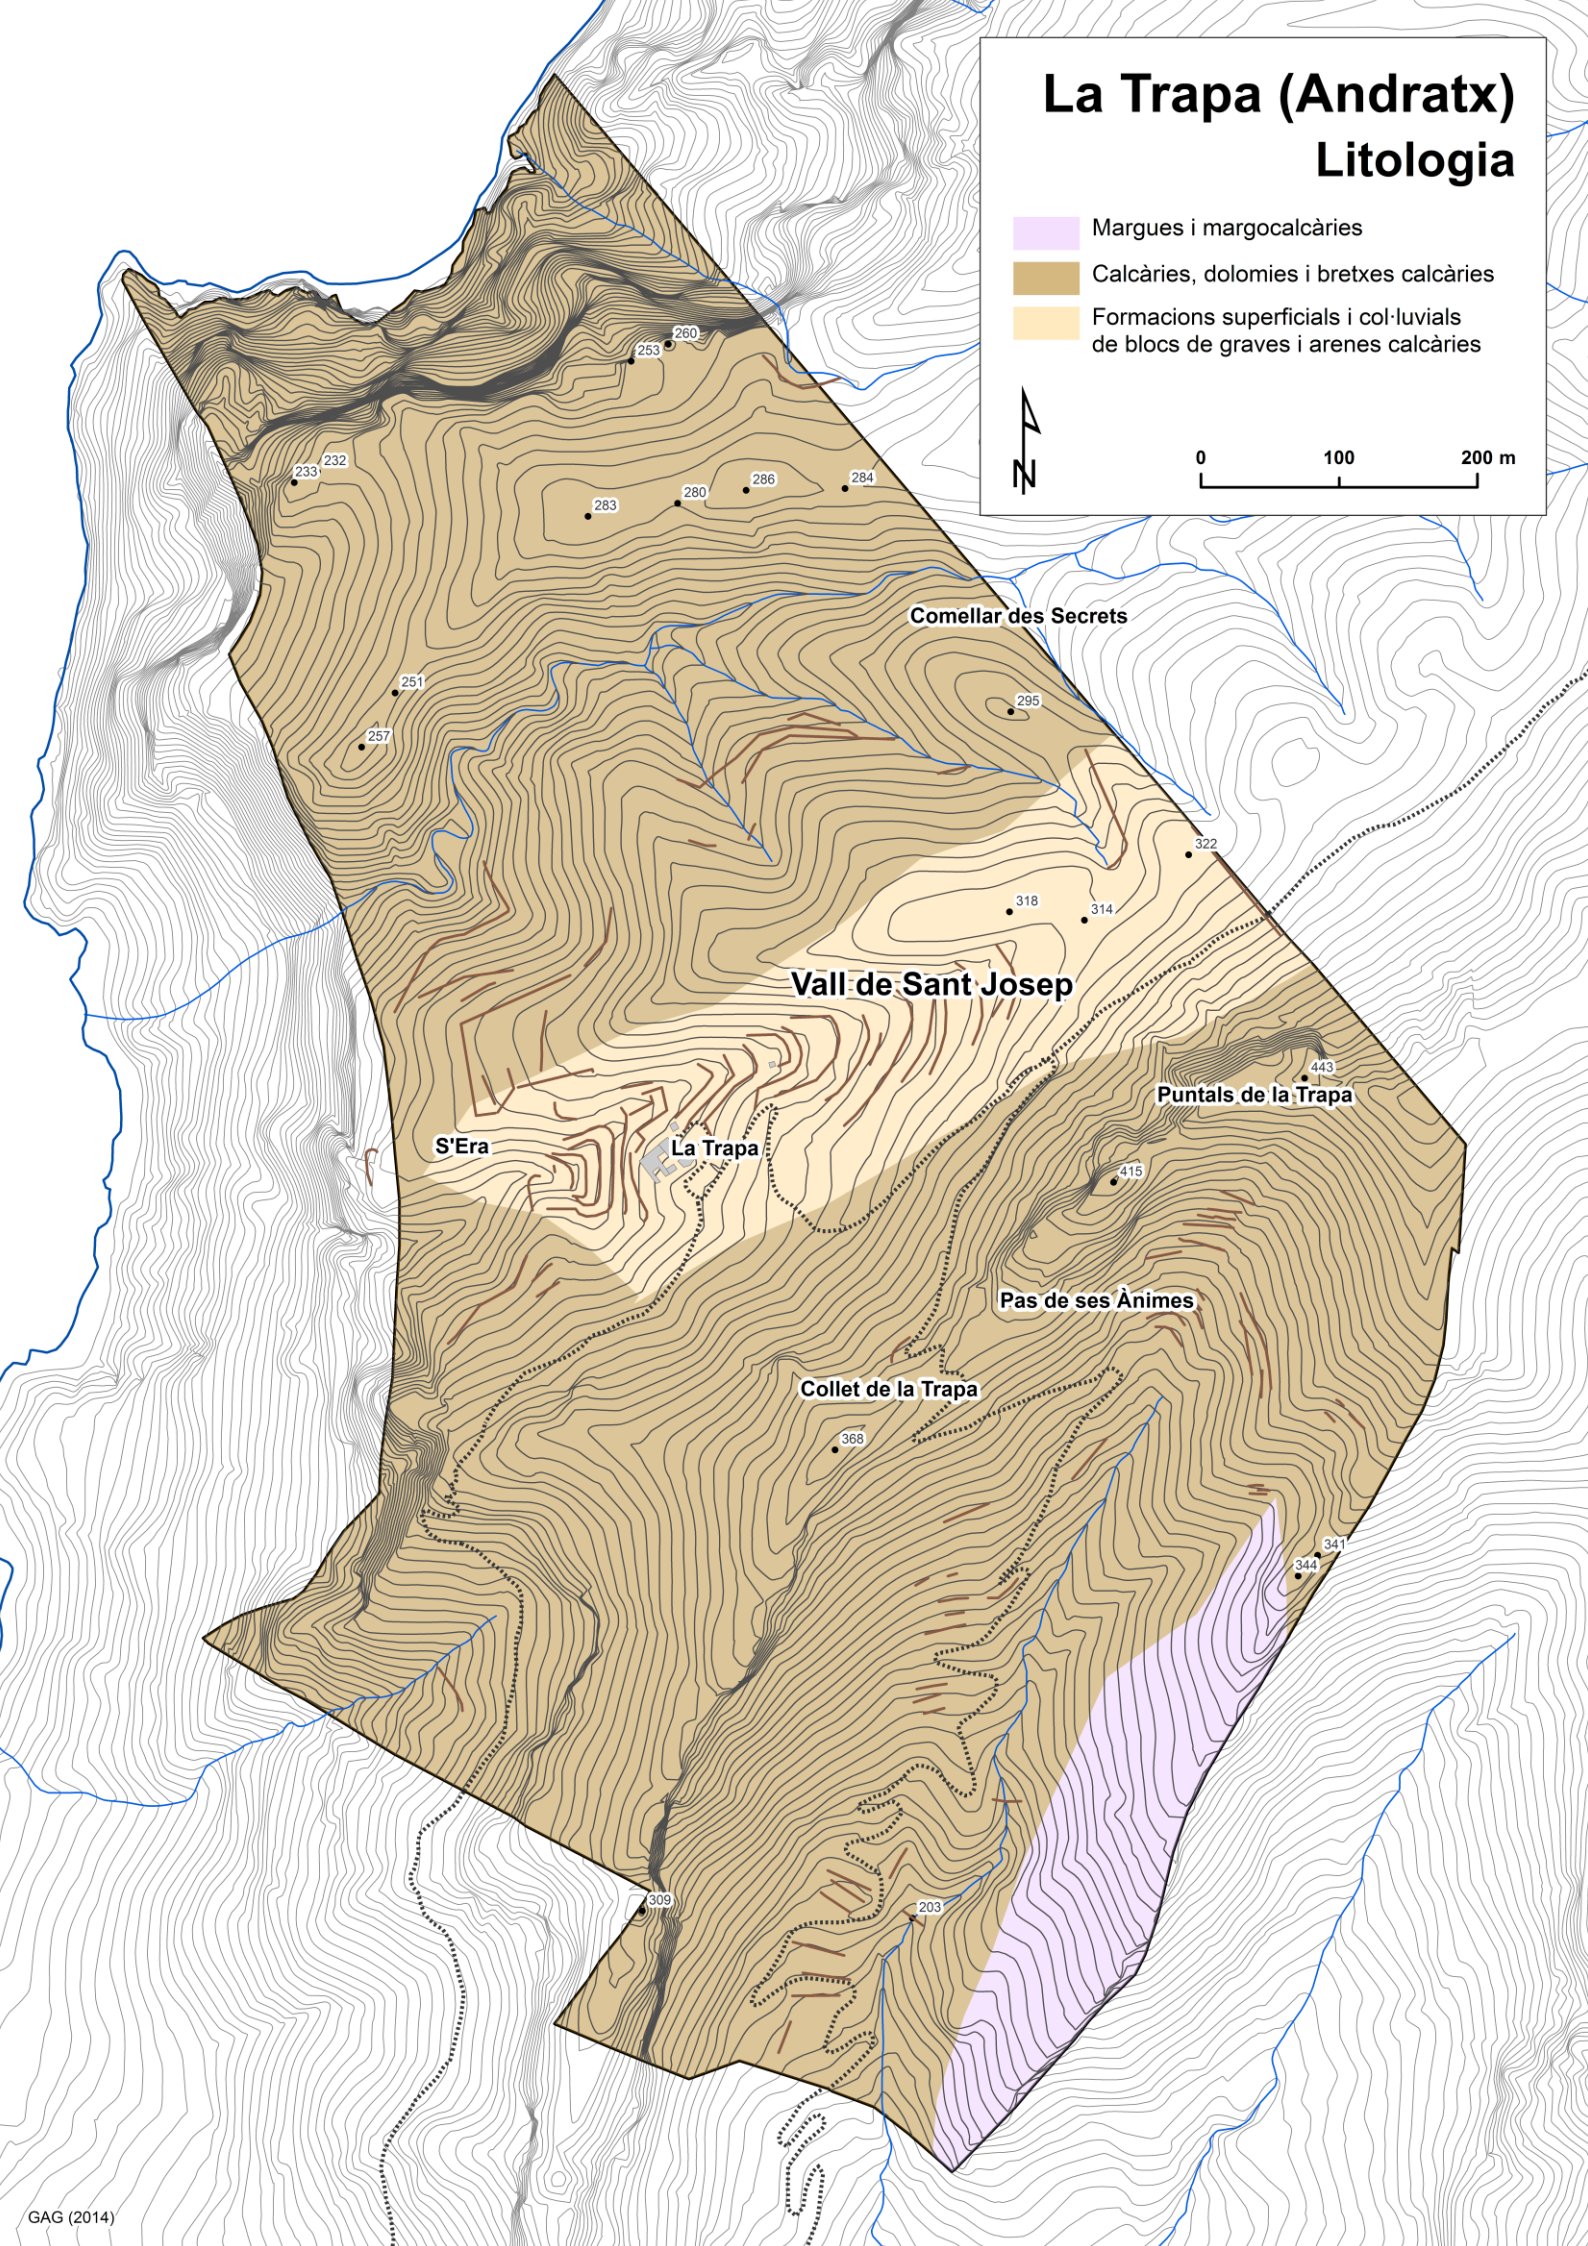 La Trapa (Andratx)
Litologia
Margues i margocalcàries
Calcàries, dolomies i bretxes calcàries
Formacions superficials i col·luvials
de blocs de graves i arenes calcàries
N
0 100 200 m
260
253
232
233
286
284
280
283
Comellar des Secrets
251
295
257
322
318
314
Vall de Sant Josep
443
Puntals de la Trapa
S'Era
La Trapa
415
Pas de ses Ànimes
Collet de la Trapa
368
341
344
309
203
GAG (2014)